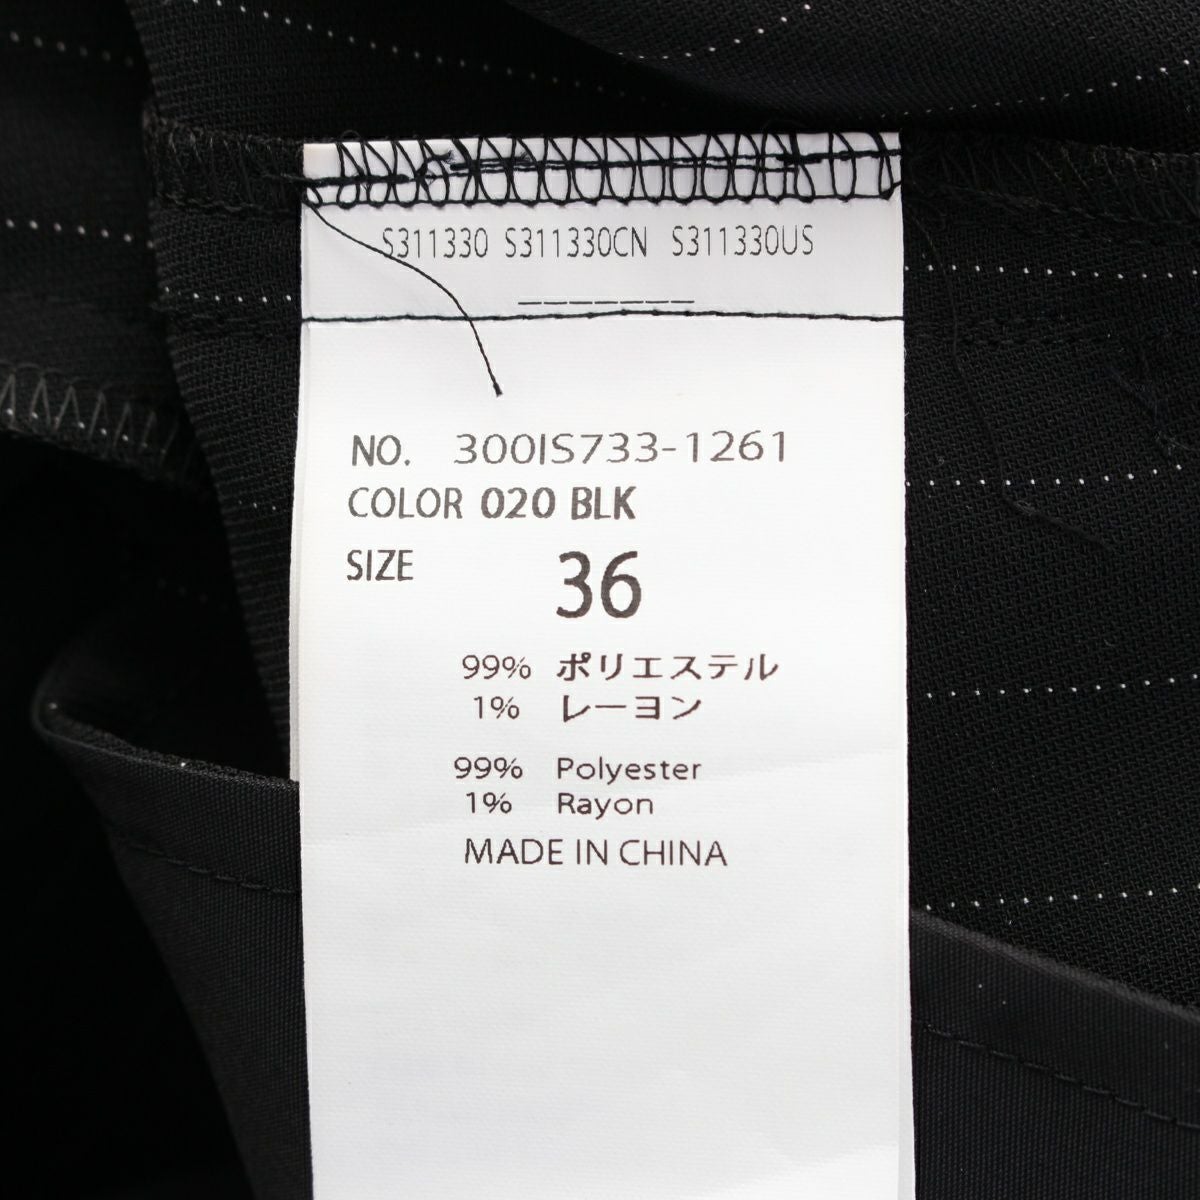 S311330 S311330CN S311330US
NO. 300IS733-1261
COLOR 020 BLK
SIZE 36
99% ポリエステル
1% レーヨン
99% Polyester
1% Rayon
MADE IN CHINA